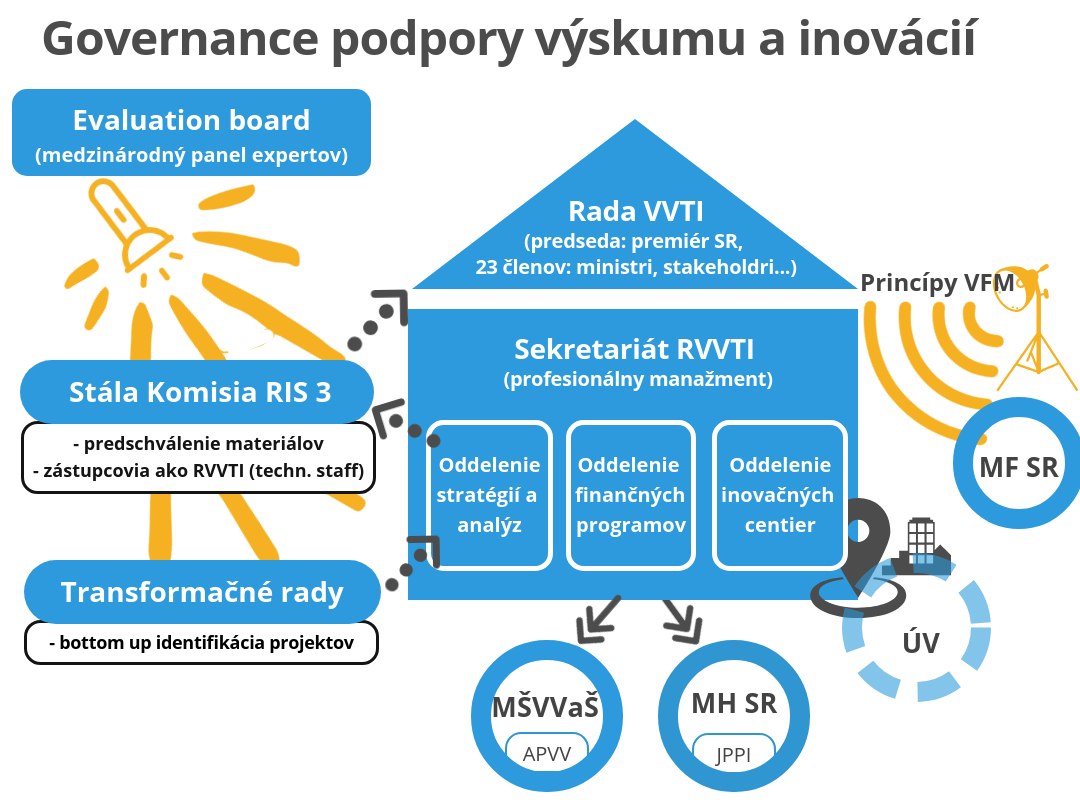 Governance podpory výskumu a inovácií
Evaluation board
(medzinárodný panel expertov)
Rada VVTI
(predseda: premiér SR,
23 členov: ministri, stakeholdri...)
Princípy VFM
Sekretariát RVVTI
(profesionálny manažment)
Stála Komisia RIS 3
- predschválenie materiálov
- zástupcovia ako RVVTI (techn. staff)
Oddelenie
stratégií a
analýz
Oddelenie
finančných
programov
Oddelenie
inovačných
centier
MF SR
Transformačné rady
- bottom up identifikácia projektov
ÚV
MŠVVaŠ
APVV
MH SR
JPPI